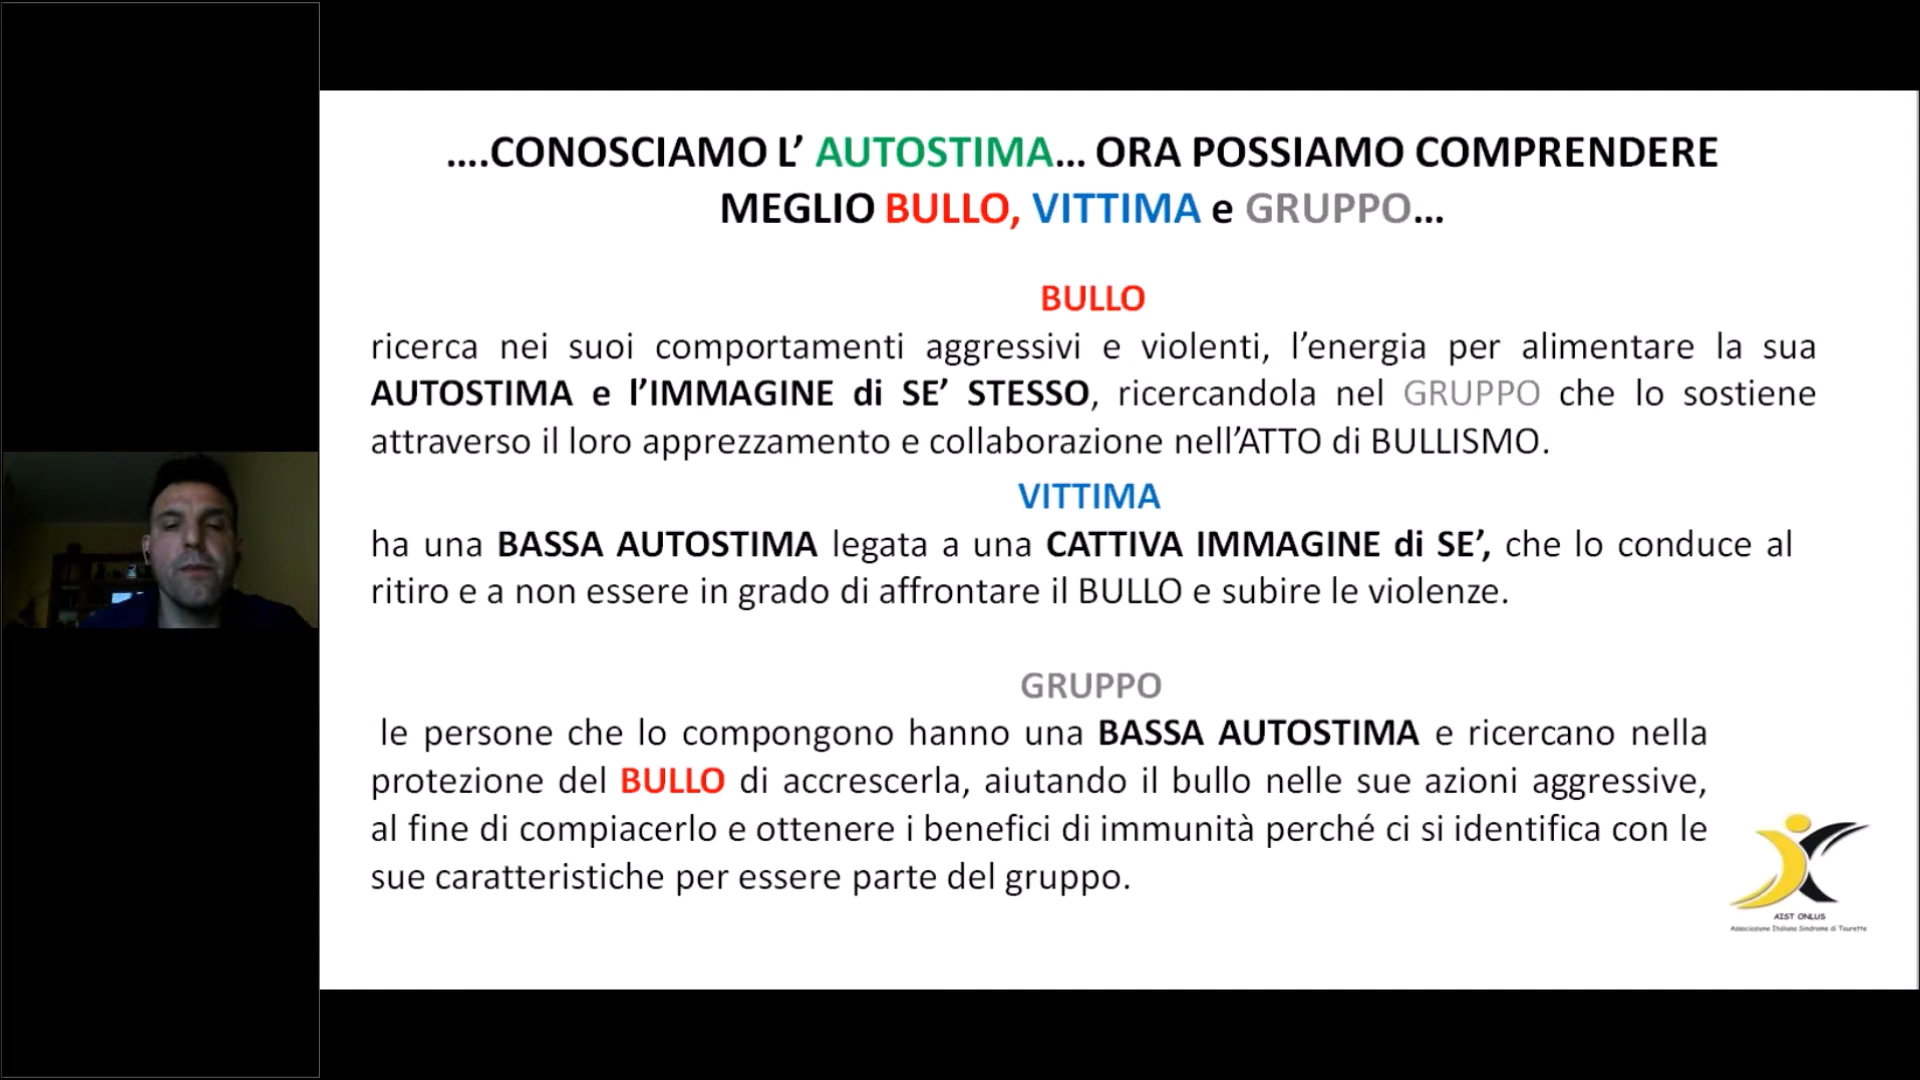 ....CONOSCIAMO L’ AUTOSTIMA... ORA POSSIAMO COMPRENDERE
MEGLIO BULLO, VITTIMA e GRUPPO...
BULLO
ricerca nei suoi comportamenti aggressivi e violenti, l’energia per alimentare la sua
AUTOSTIMA e l’IMMAGINE di SE’ STESSO, ricercandola nel GRUPPO che lo sostiene
attraverso il loro apprezzamento e collaborazione nell’ATTO di BULLISMO.
VITTIMA
ha una BASSA AUTOSTIMA legata a una CATTIVA IMMAGINE di SE’, che lo conduce al
ritiro e a non essere in grado di affrontare il BULLO e subire le violenze.
GRUPPO
le persone che lo compongono hanno una BASSA AUTOSTIMA e ricercano nella
protezione del BULLO di accrescerla, aiutando il bullo nelle sue azioni aggressive,
al fine di compiacerlo e ottenere i benefici di immunità perché ci si identifica con le
sue caratteristiche per essere parte del gruppo.
AIST ONLUS
Associazione Italiana Sindrome di Tourette